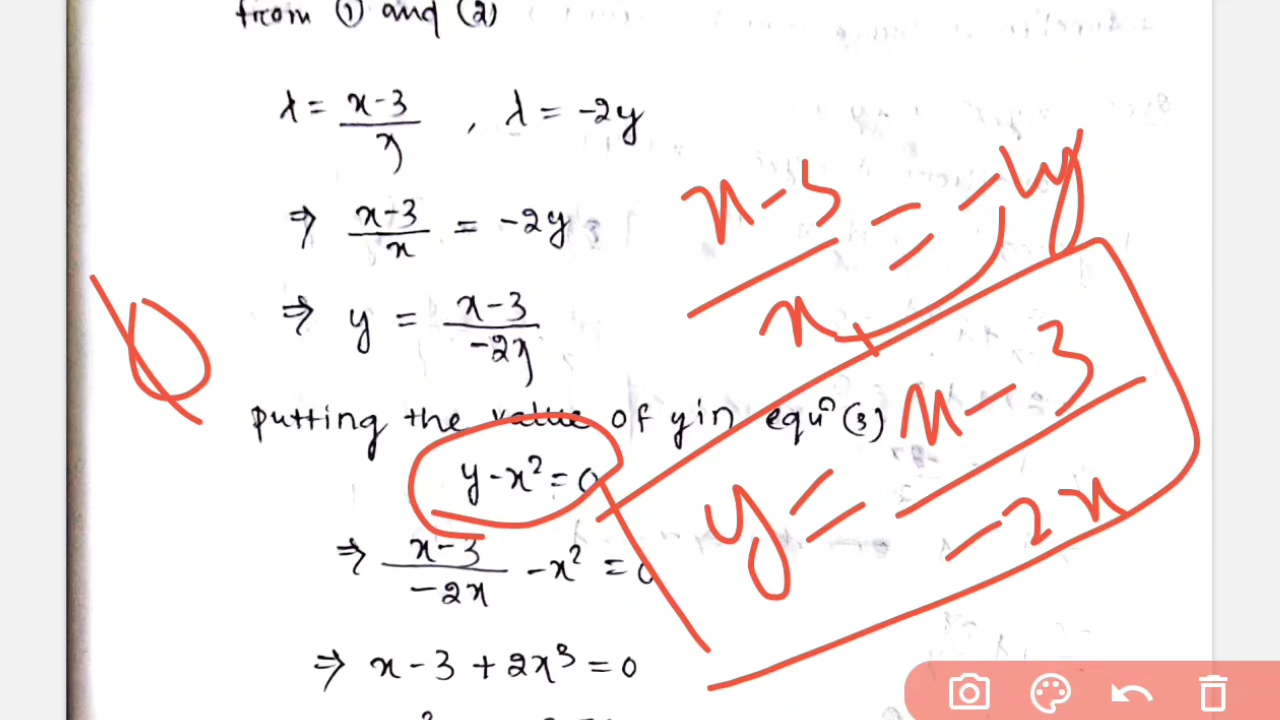 from ① and (2)
λ = x-3/x , λ = -2y
⇒ x-3/x = -2y
⇒ y = x-3/-2x
putting the value of y in equⁿ (3)
y - x² = 0
⇒ x-3/-2x - x² = 0
⇒ x - 3 + 2x³ = 0
x-3/x = -2y
y = x-3/-2x